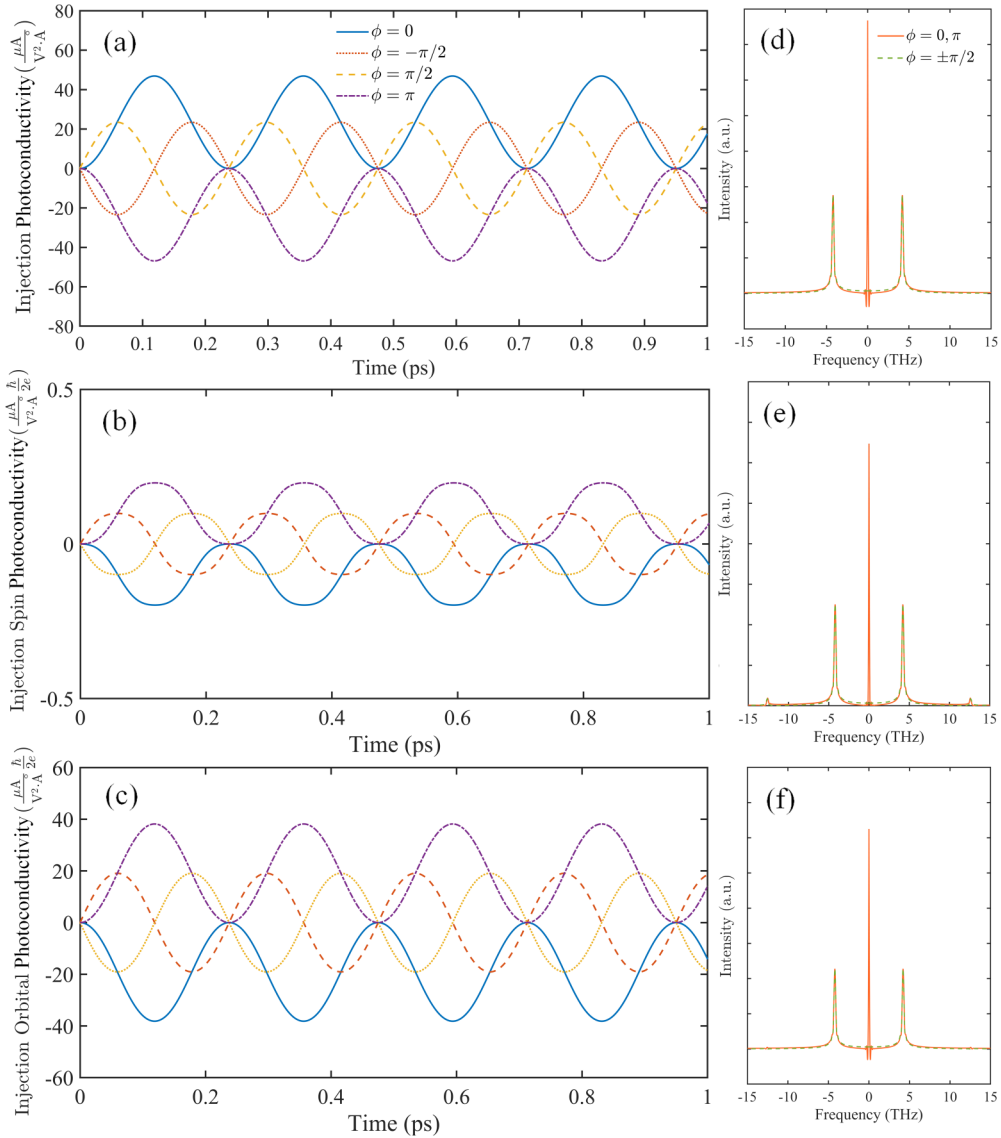 (a)
Injection Photoconductivity (μA/V²·Å)
ϕ = 0
ϕ = −π/2
ϕ = π/2
ϕ = π
80
60
40
20
0
-20
-40
-60
-80
0 0.1 0.2 0.3 0.4 0.5 0.6 0.7 0.8 0.9 1
Time (ps)
(d)
ϕ = 0, π
ϕ = ±π/2
Intensity (a.u.)
-15 -10 -5 0 5 10 15
Frequency (THz)
(b)
Injection Spin Photoconductivity (μA/V²·Å ℏ/2e)
0.5
0
-0.5
0 0.2 0.4 0.6 0.8 1
Time (ps)
(e)
Intensity (a.u.)
-15 -10 -5 0 5 10 15
Frequency (THz)
(c)
Injection Orbital Photoconductivity (μA/V²·Å ℏ/2e)
60
40
20
0
-20
-40
-60
0 0.2 0.4 0.6 0.8 1
Time (ps)
(f)
Intensity (a.u.)
-15 -10 -5 0 5 10 15
Frequency (THz)